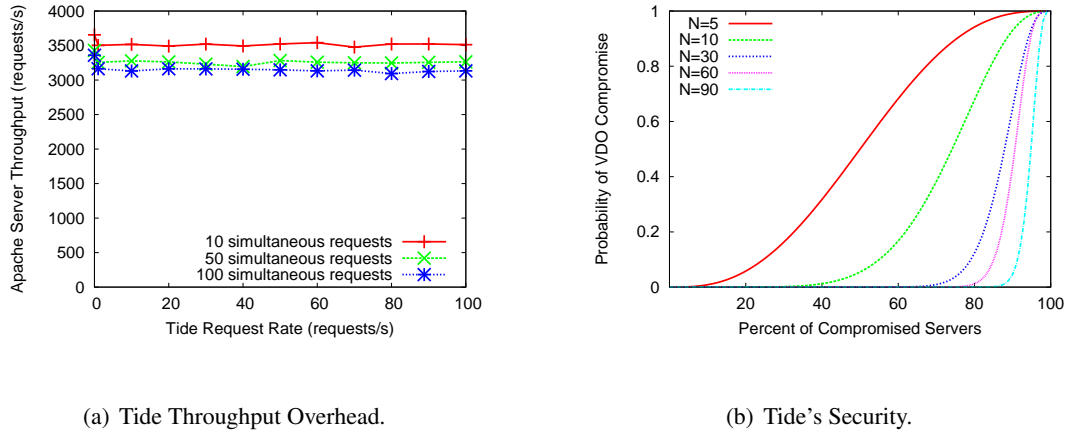 Apache Server Throughput (requests/s)
4000
3500
3000
2500
2000
1500
1000
500
0
0
20
40
60
80
100
Tide Request Rate (requests/s)
10 simultaneous requests
50 simultaneous requests
100 simultaneous requests
(a) Tide Throughput Overhead.
Probability of VDO Compromise
1
0.8
0.6
0.4
0.2
0
20
40
60
80
100
Percent of Compromised Servers
N=5
N=10
N=30
N=60
N=90
(b) Tide's Security.